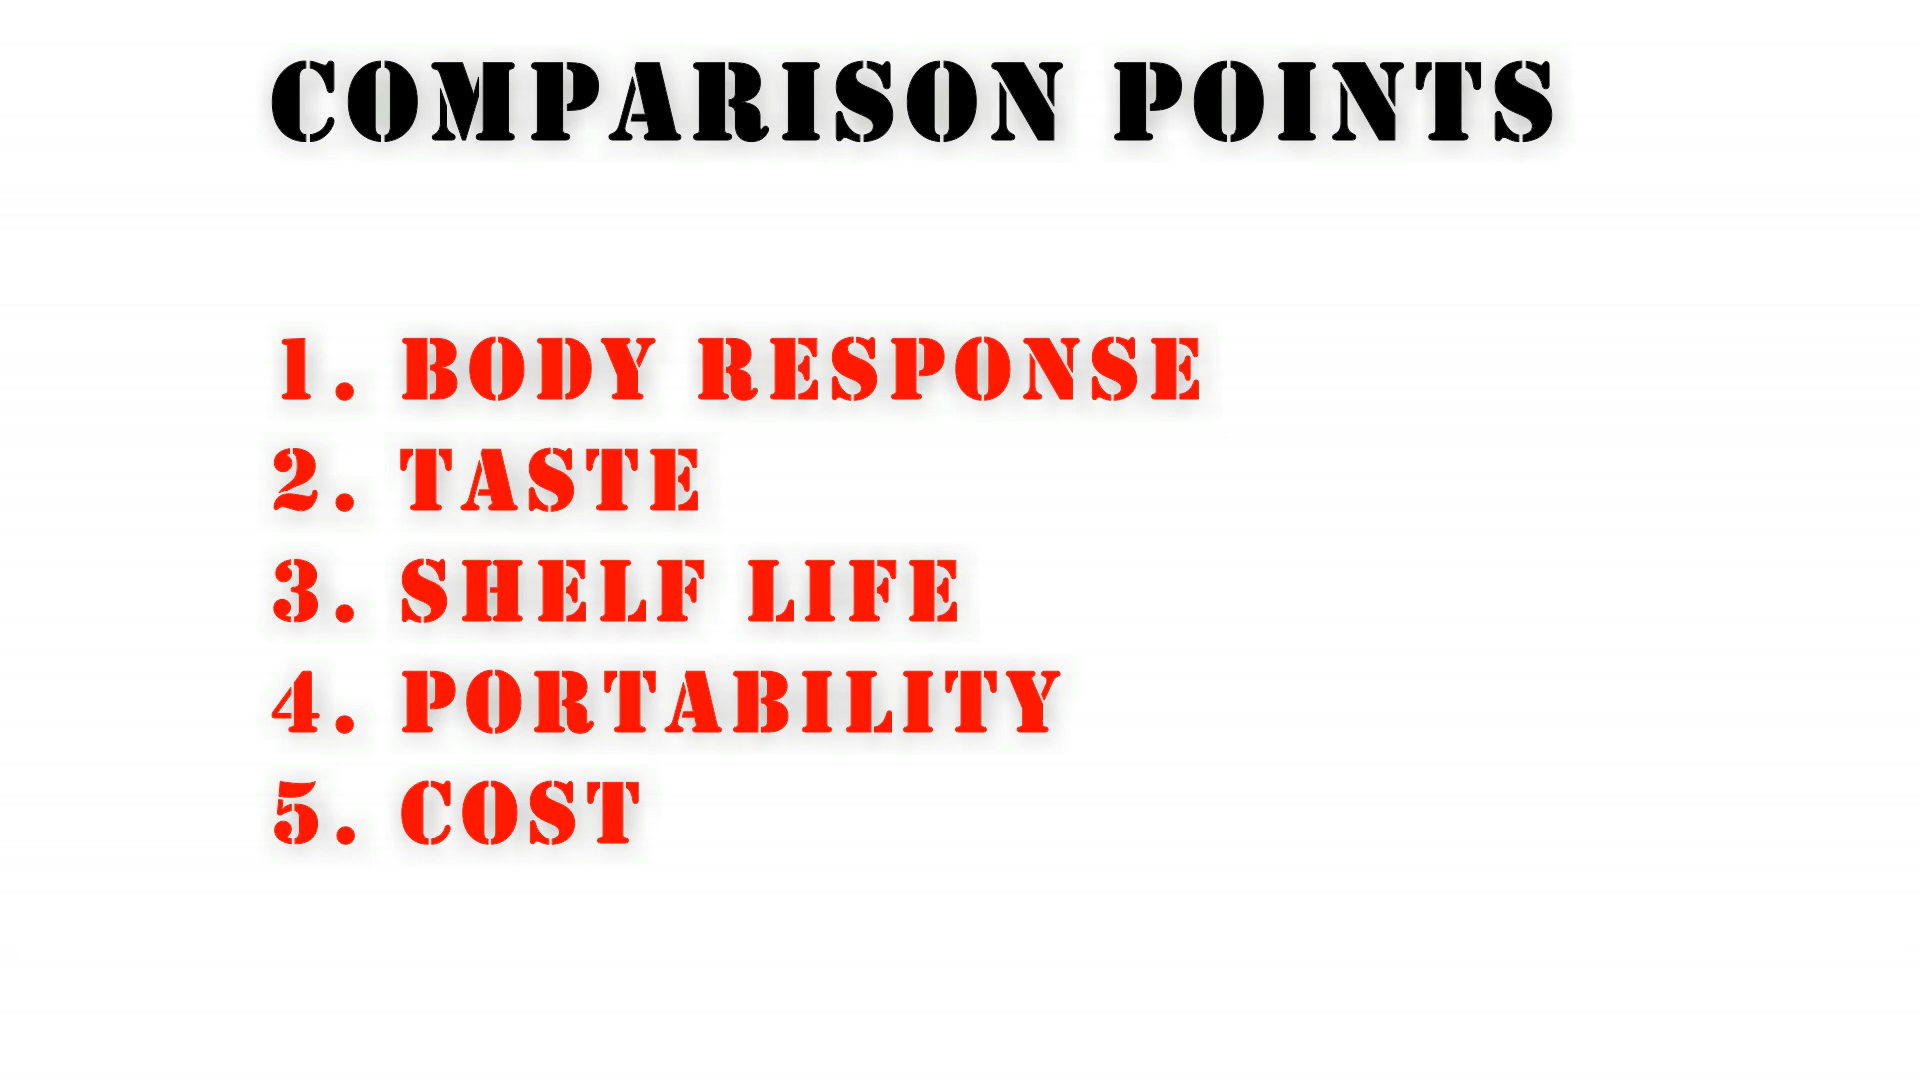 COMPARISON POINTS
1. BODY RESPONSE
2. TASTE
3. SHELF LIFE
4. PORTABILITY
5. COST